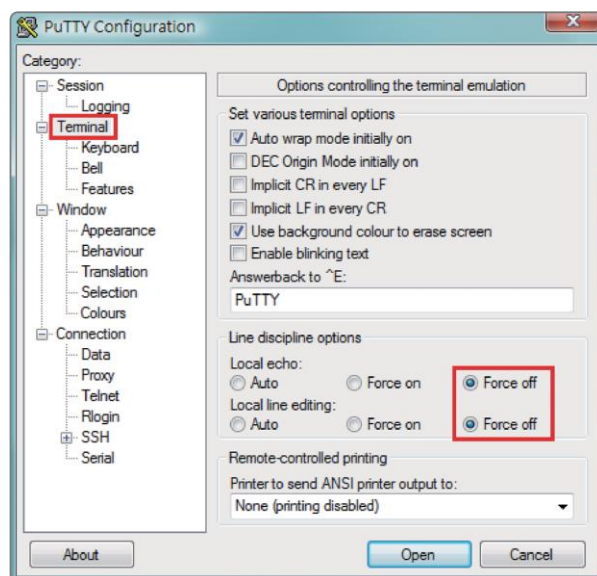 PuTTY Configuration
Category:
Session
Logging
Terminal
Keyboard
Bell
Features
Window
Appearance
Behaviour
Translation
Selection
Colours
Connection
Data
Proxy
Telnet
Rlogin
SSH
Serial
Options controlling the terminal emulation
Set various terminal options
Auto wrap mode initially on
DEC Origin Mode initially on
Implicit CR in every LF
Implicit LF in every CR
Use background colour to erase screen
Enable blinking text
Answerback to ^E:
PuTTY
Line discipline options
Local echo:
Auto Force on Force off
Local line editing:
Auto Force on Force off
Remote-controlled printing
Printer to send ANSI printer output to:
None (printing disabled)
About Open Cancel